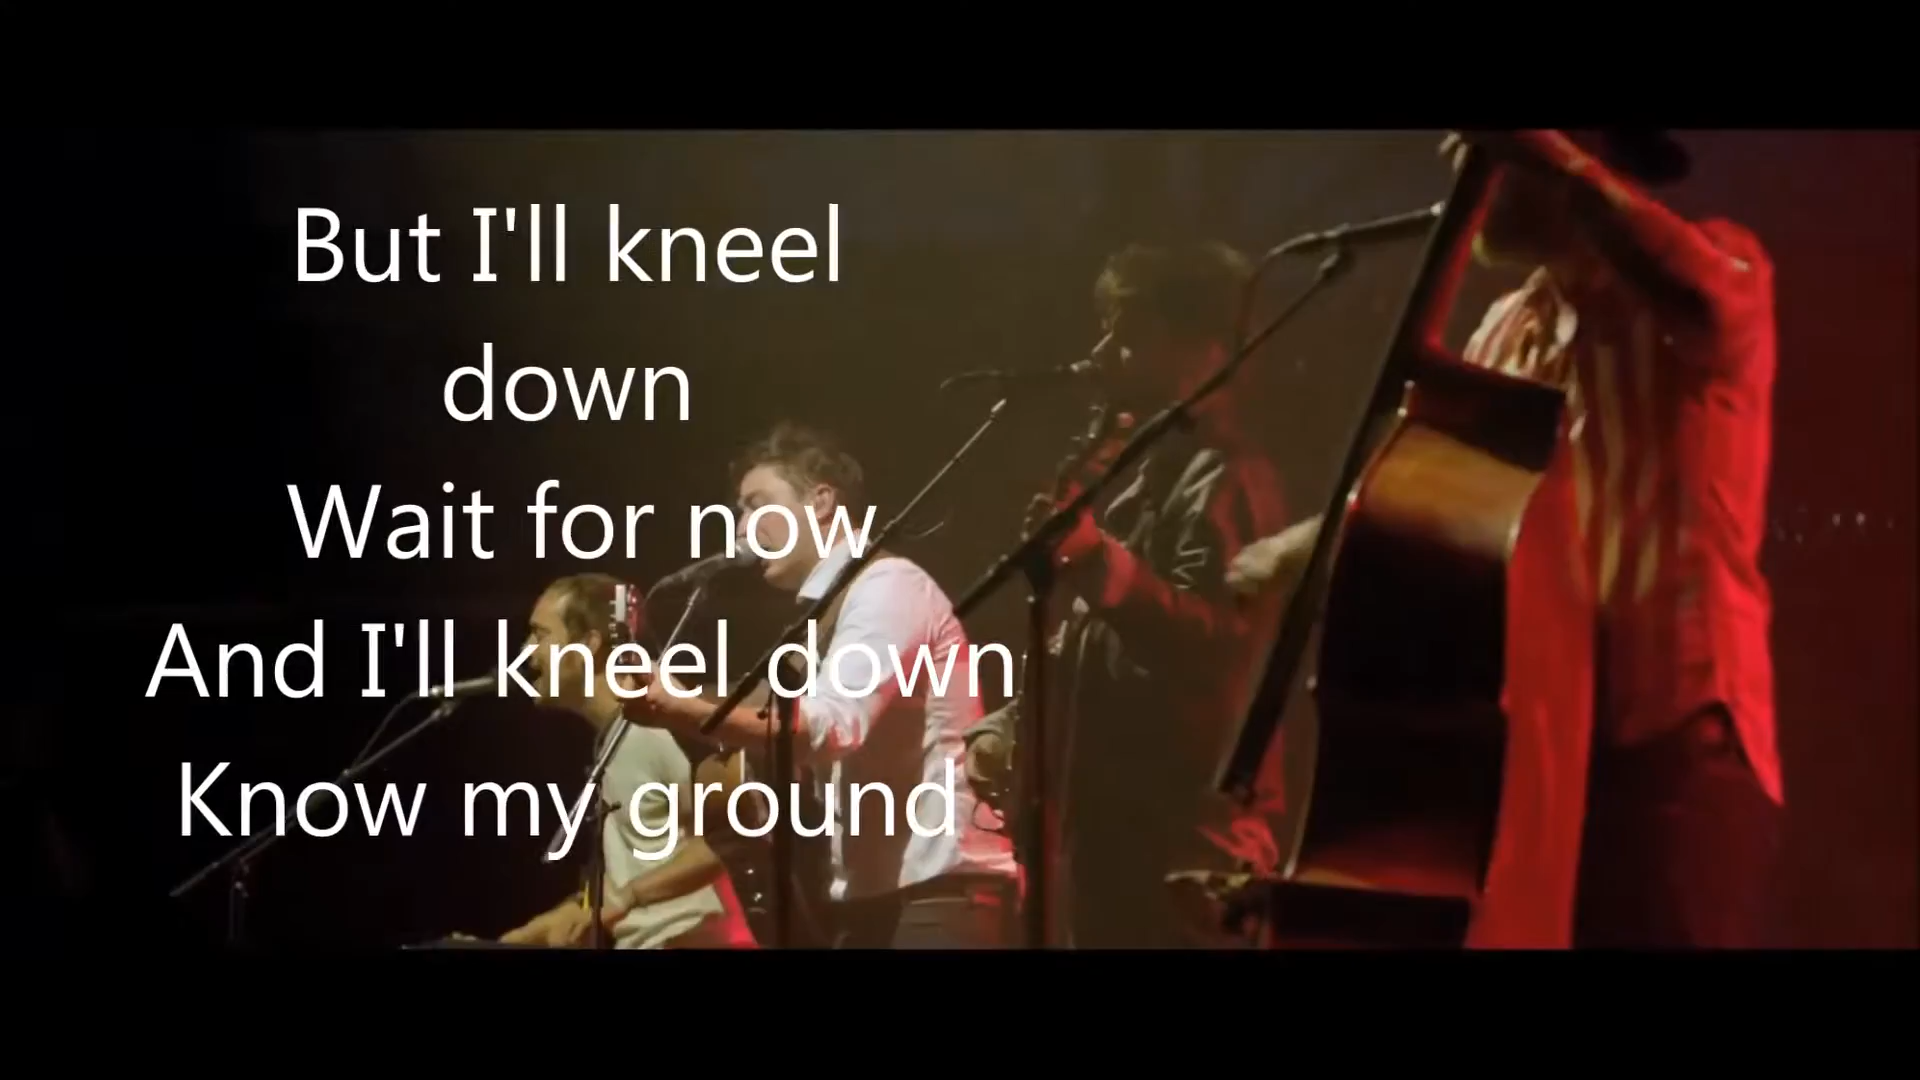 But I'll kneel
down
Wait for now
And I'll kneel down
Know my ground